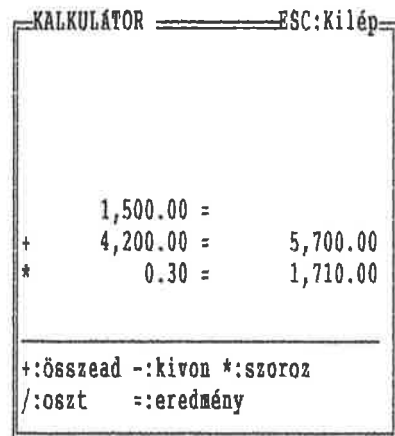 KALKULÁTOR ESC:Kilép
1,500.00 =
+ 4,200.00 = 5,700.00
* 0.30 = 1,710.00
+:összead -:kivon *:szoroz
/:oszt =:eredmény